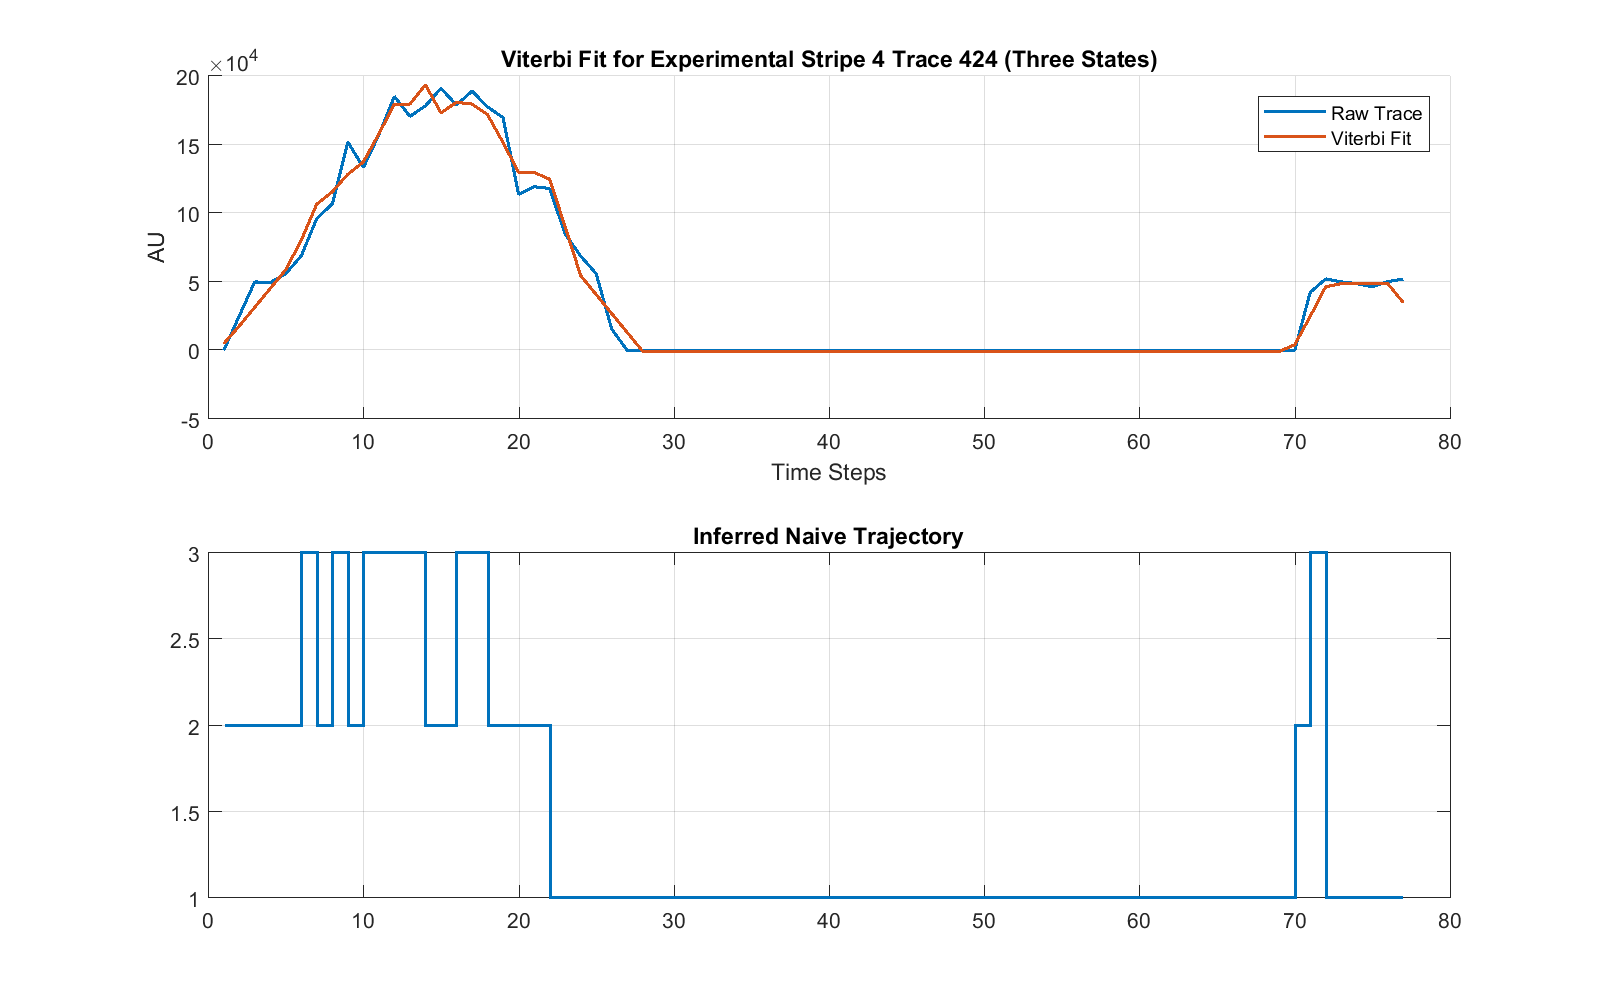 Viterbi Fit for Experimental Stripe 4 Trace 424 (Three States)
×10^4
20
15
10
5
0
-5
AU
Raw Trace
Viterbi Fit
0 10 20 30 40 50 60 70 80
Time Steps
Inferred Naive Trajectory
3
2.5
2
1.5
1
0 10 20 30 40 50 60 70 80